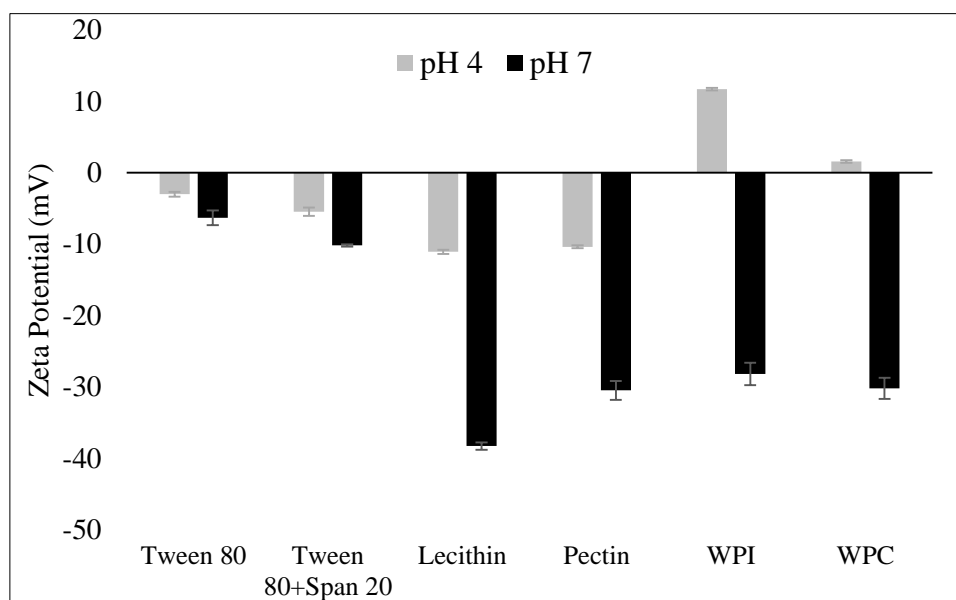 20
pH 4 pH 7
10
0
-10
-20
-30
-40
-50
Zeta Potential (mV)
Tween 80
Tween
80+Span 20
Lecithin
Pectin
WPI
WPC